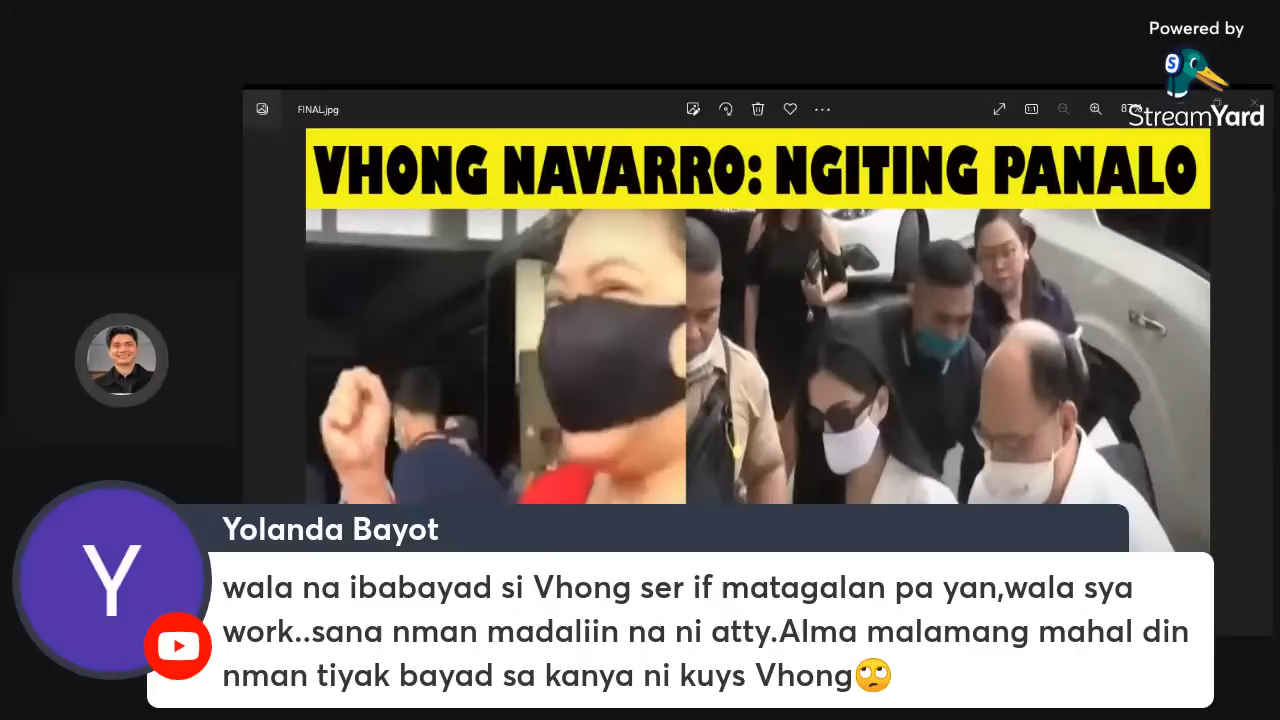 Powered by
StreamYard
FINAL.jpg
87%
VHONG NAVARRO: NGITING PANALO
Y
Yolanda Bayot
wala na ibabayad si Vhong ser if matagalan pa yan,wala sya
work..sana nman madaliin na ni atty.Alma malamang mahal din
nman tiyak bayad sa kanya ni kuys Vhong🙄